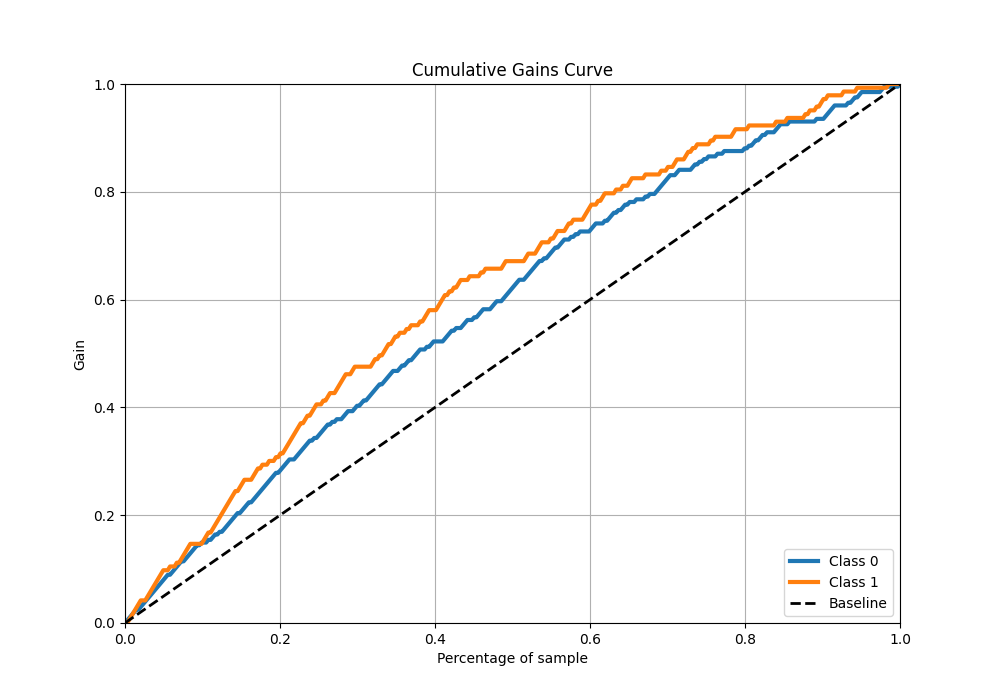 Cumulative Gains Curve
1.0
0.8
0.6
0.4
0.2
0.0
Gain
0.0 0.2 0.4 0.6 0.8 1.0
Percentage of sample
Class 0
Class 1
Baseline